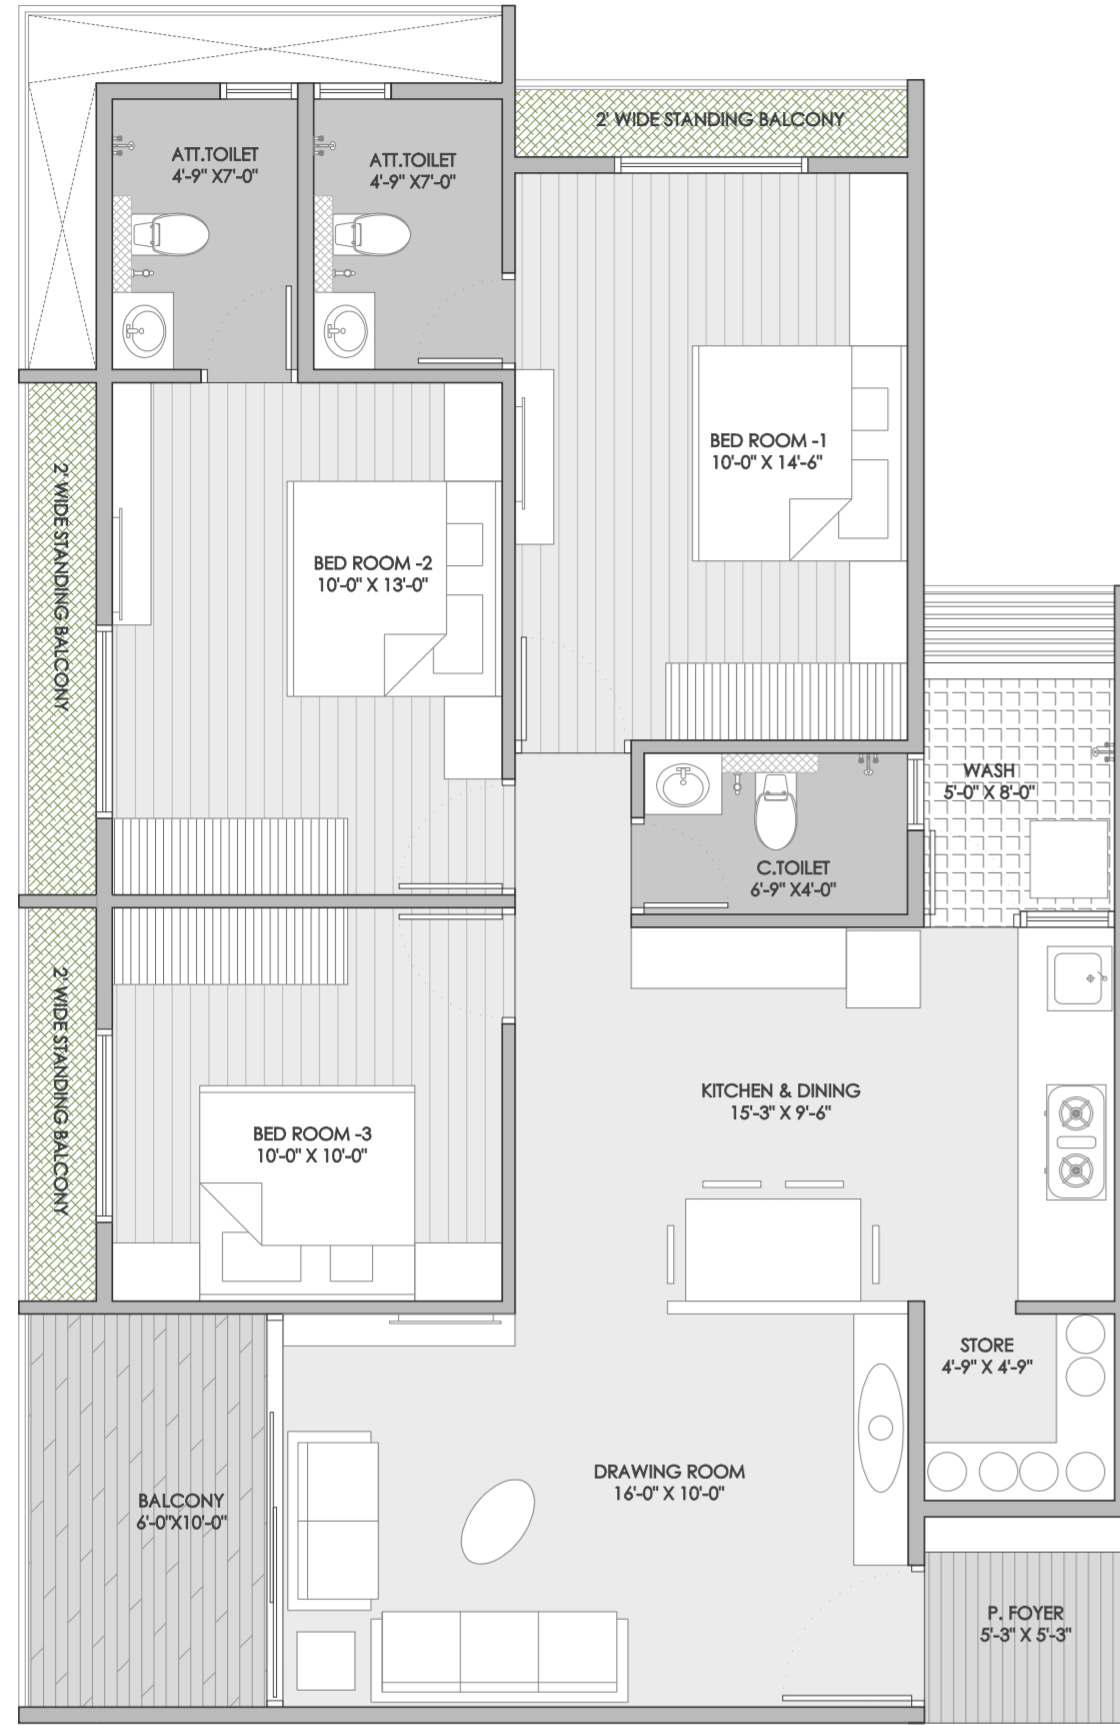 2' WIDE STANDING BALCONY
ATT.TOILET
4'-9" X7'-0"
ATT.TOILET
4'-9" X7'-0"
BED ROOM -1
10'-0" X 14'-6"
2' WIDE STANDING BALCONY
BED ROOM -2
10'-0" X 13'-0"
WASH
5'-0" X 8'-0"
C.TOILET
6'-9" X4'-0"
2' WIDE STANDING BALCONY
KITCHEN & DINING
15'-3" X 9'-6"
BED ROOM -3
10'-0" X 10'-0"
STORE
4'-9" X 4'-9"
DRAWING ROOM
16'-0" X 10'-0"
BALCONY
6'-0"X10'-0"
P. FOYER
5'-3" X 5'-3"